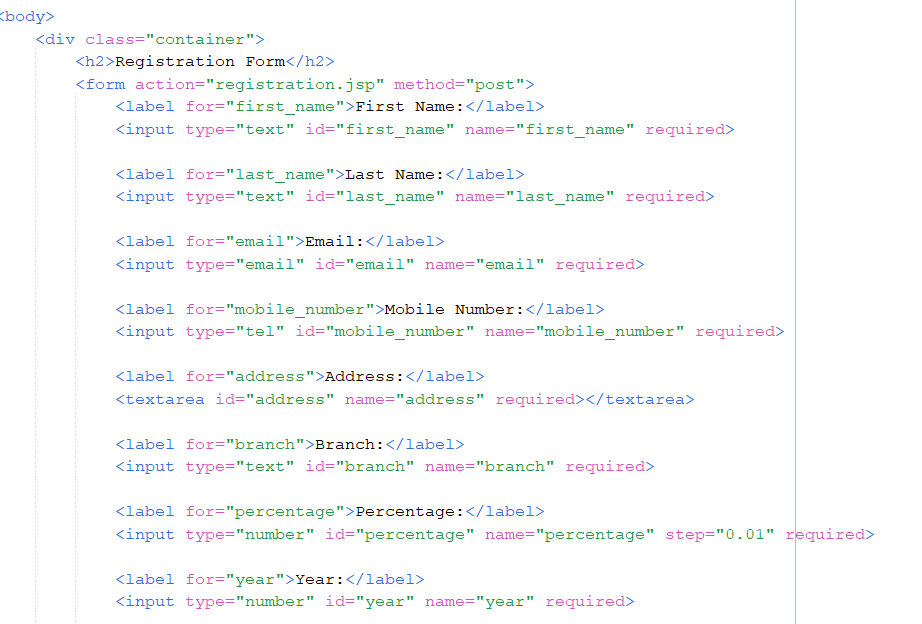 <body>
<div class="container">
<h2>Registration Form</h2>
<form action="registration.jsp" method="post">
<label for="first_name">First Name:</label>
<input type="text" id="first_name" name="first_name" required>
<label for="last_name">Last Name:</label>
<input type="text" id="last_name" name="last_name" required>
<label for="email">Email:</label>
<input type="email" id="email" name="email" required>
<label for="mobile_number">Mobile Number:</label>
<input type="tel" id="mobile_number" name="mobile_number" required>
<label for="address">Address:</label>
<textarea id="address" name="address" required></textarea>
<label for="branch">Branch:</label>
<input type="text" id="branch" name="branch" required>
<label for="percentage">Percentage:</label>
<input type="number" id="percentage" name="percentage" step="0.01" required>
<label for="year">Year:</label>
<input type="number" id="year" name="year" required>